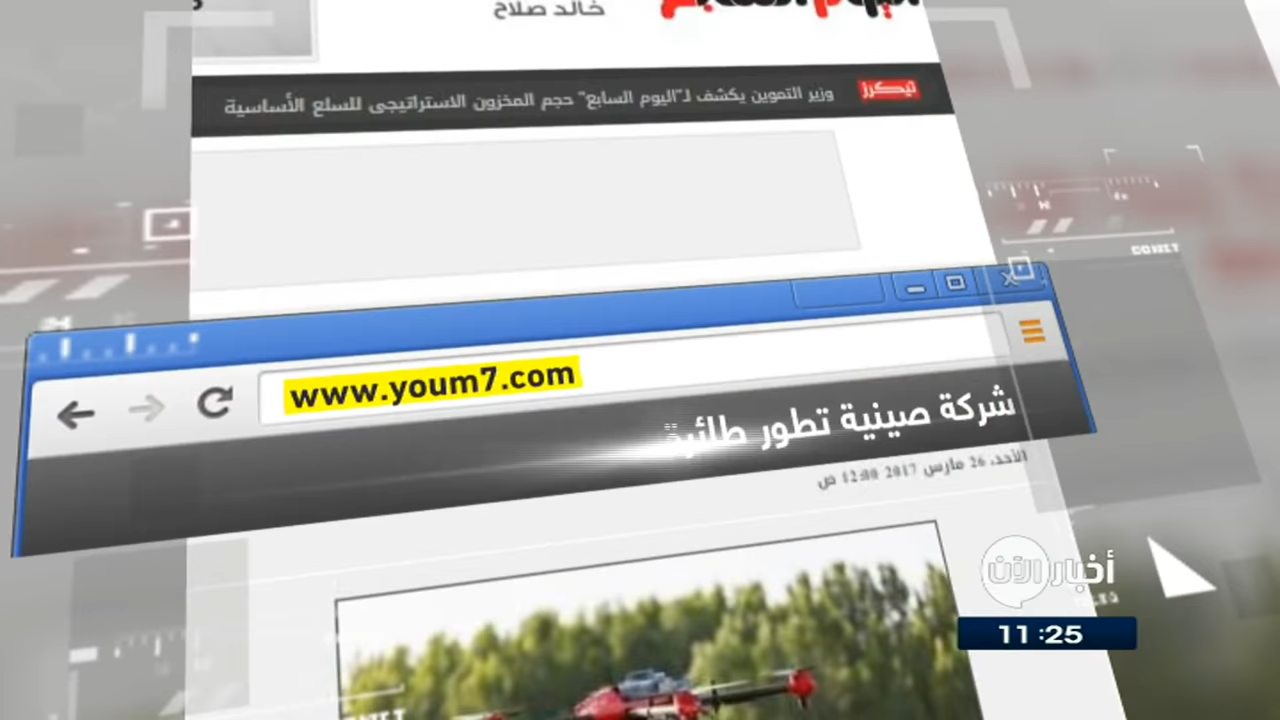 خالد صلاح
تيكرز
وزير التموين يكشف لـ"اليوم السابع" حجم المخزون الاستراتيجى للسلع الأساسية
www.youm7.com
شركة صينية تطور طائرة
الأحد، 26 مارس 2017 12:00 ص
أخبار الآن
11:25